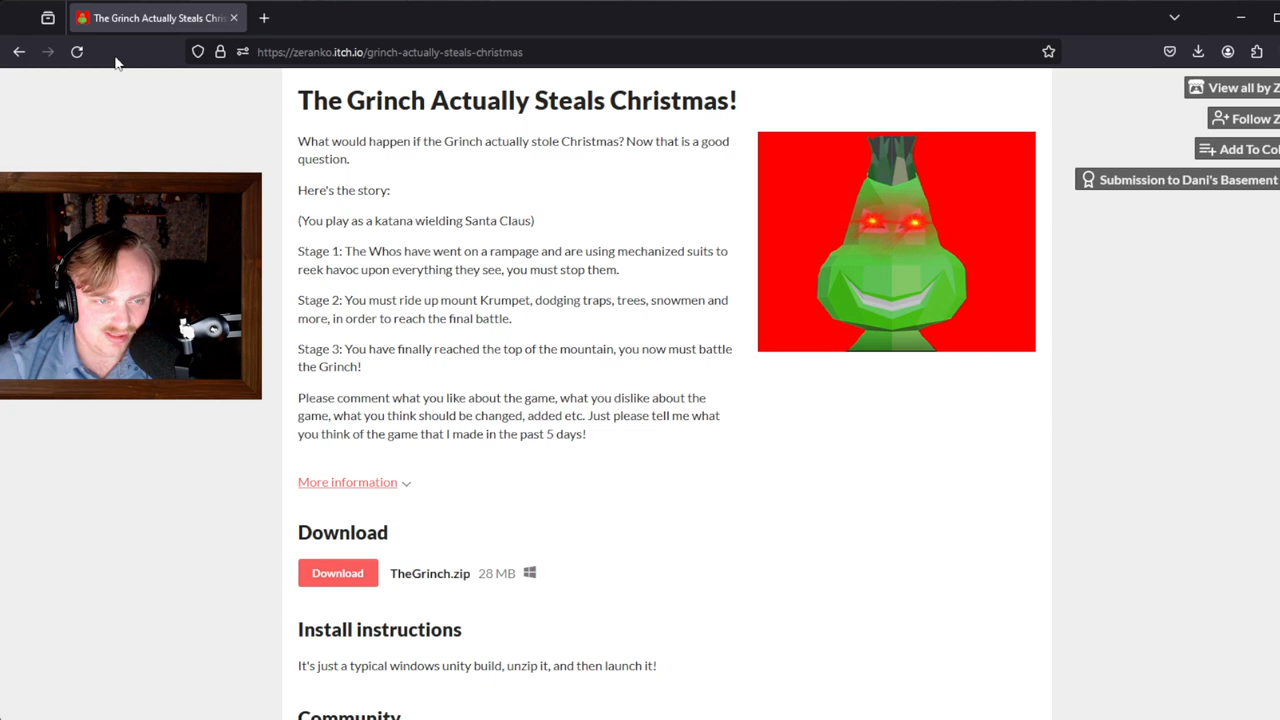 The Grinch Actually Steals Chris
https://zeranko.itch.io/grinch-actually-steals-christmas
The Grinch Actually Steals Christmas!
View all by Z
Follow Z
Add To Col
Submission to Dani's Basement
What would happen if the Grinch actually stole Christmas? Now that is a good
question.
Here's the story:
(You play as a katana wielding Santa Claus)
Stage 1: The Whos have went on a rampage and are using mechanized suits to
reek havoc upon everything they see, you must stop them.
Stage 2: You must ride up mount Krumpet, dodging traps, trees, snowmen and
more, in order to reach the final battle.
Stage 3: You have finally reached the top of the mountain, you now must battle
the Grinch!
Please comment what you like about the game, what you dislike about the
game, what you think should be changed, added etc. Just please tell me what
you think of the game that I made in the past 5 days!
More information
Download
Download TheGrinch.zip 28 MB
Install instructions
It's just a typical windows unity build, unzip it, and then launch it!
Community